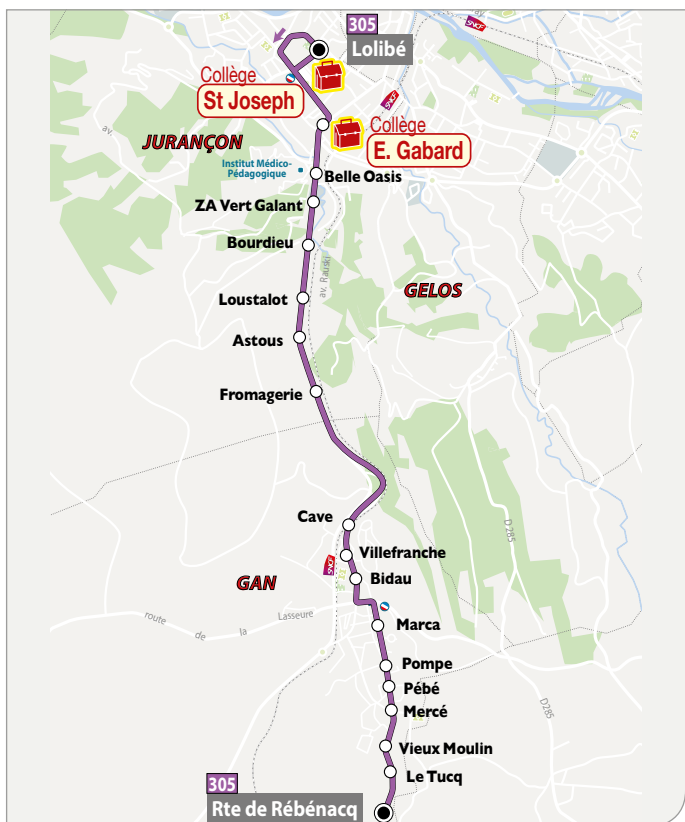 305
Lolibé
SNCF
Collège
St Joseph
SNCF
Collège
E. Gabard
av.
JURANÇON
Institut Médico-
Pédagogique
Belle Oasis
ZA Vert Galant
Bourdieu
av. Rauski
GELOS
Loustalot
Astous
Fromagerie
Cave
D 285
Villefranche
SNCF
GAN
Bidau
route de la Lasseure
Marca
Pompe
Pébé
D285
Mercé
Vieux Moulin
Le Tucq
305
Rte de Rébénacq